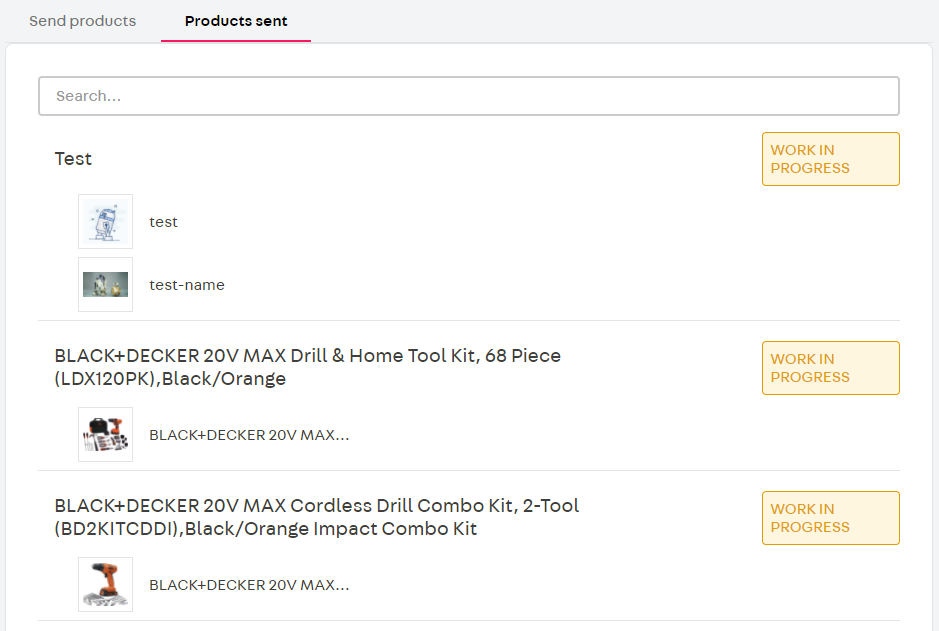 Send products
Products sent
Search...
Test
WORK IN
PROGRESS
test
test-name
BLACK+DECKER 20V MAX Drill & Home Tool Kit, 68 Piece
(LDX120PK),Black/Orange
WORK IN
PROGRESS
BLACK+DECKER 20V MAX...
BLACK+DECKER 20V MAX Cordless Drill Combo Kit, 2-Tool
(BD2KITCDDI),Black/Orange Impact Combo Kit
WORK IN
PROGRESS
BLACK+DECKER 20V MAX...